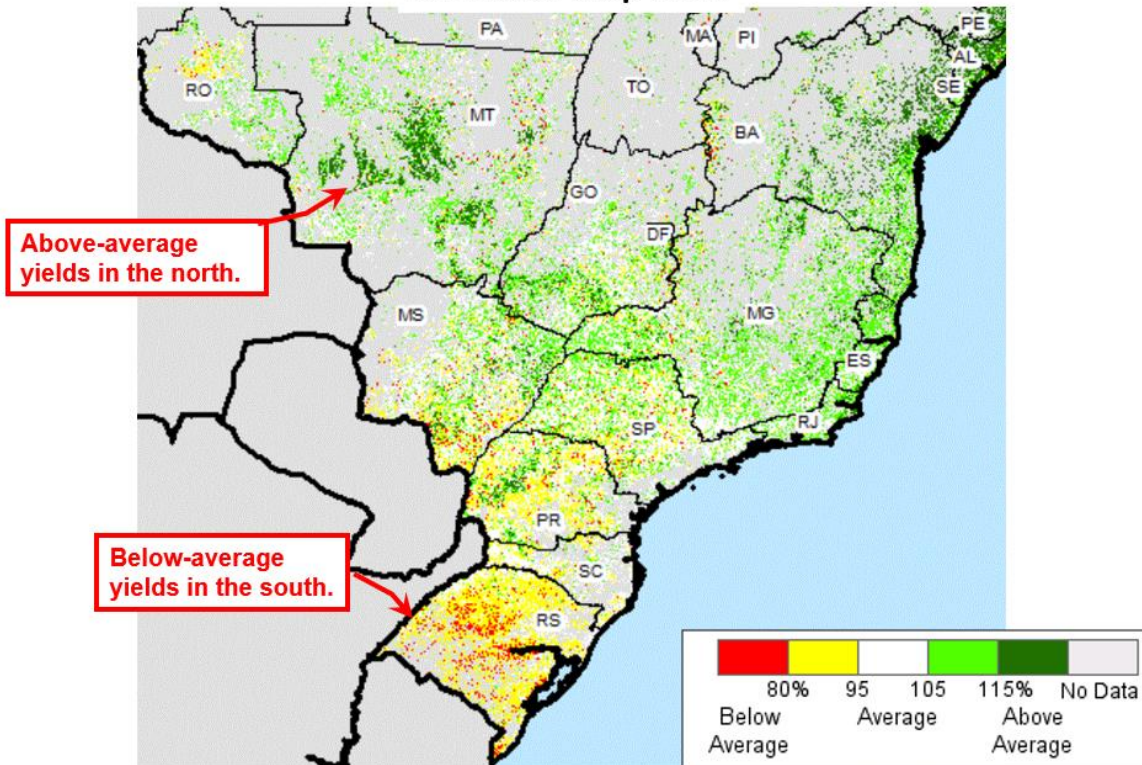 PA
MA
PI
PE
AL
SE
RO
MT
TO
BA
GO
DF
Above-average
yields in the north.
MS
MG
ES
SP
RJ
PR
Below-average
yields in the south.
SC
RS
80% 95 105 115% No Data
Below
Average
Average
Above
Average